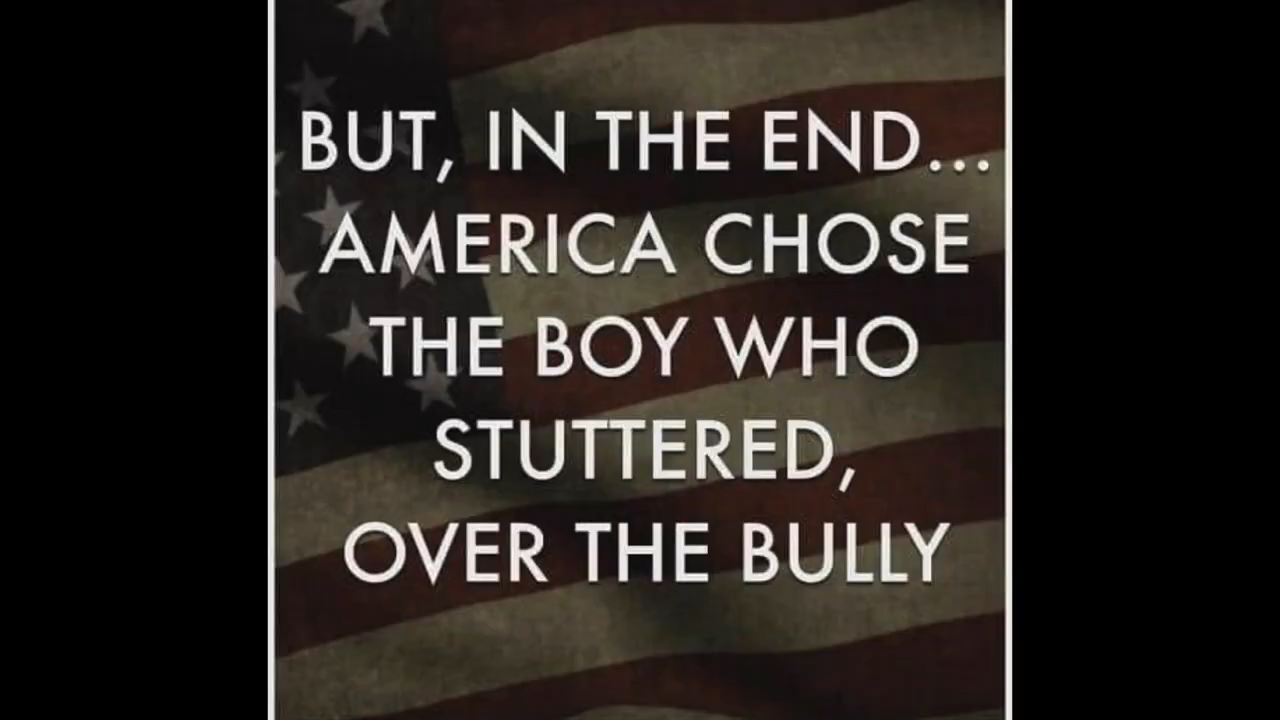 BUT, IN THE END...
AMERICA CHOSE
THE BOY WHO
STUTTERED,
OVER THE BULLY